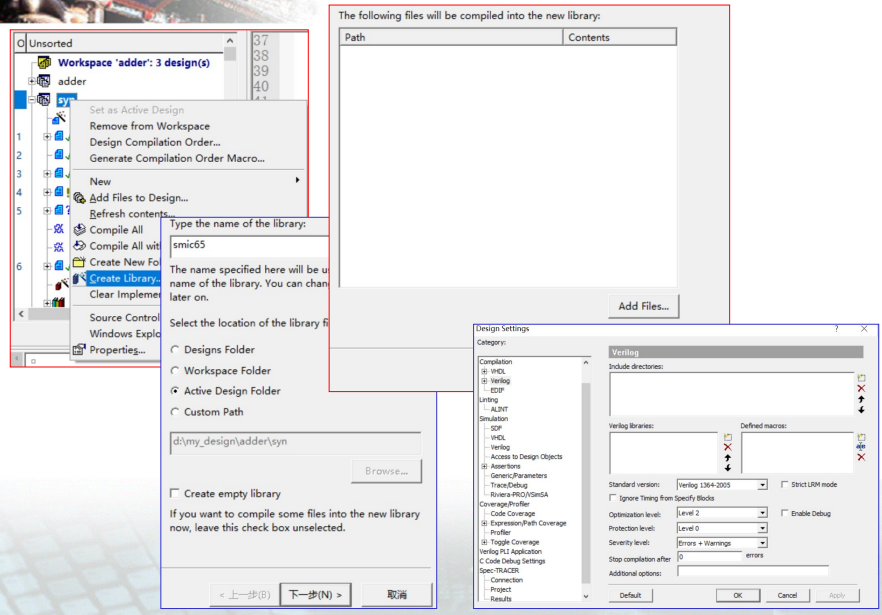 Unsorted
Workspace 'adder': 3 design(s)
adder
syn
37
38
39
40
Set as Active Design
Remove from Workspace
Design Compilation Order...
Generate Compilation Order Macro...
New
Add Files to Design...
Refresh contents...
Compile All
Compile All wit
Create New Fol
Create Library...
Clear Implemen
Source Control
Windows Explo
Properties...
1
2
3
4
5
6
Type the name of the library:
smic65
The name specified here will be u
name of the library. You can chan
later on.
Select the location of the library fi
Designs Folder
Workspace Folder
Active Design Folder
Custom Path
d:\my_design\adder\syn
Browse...
Create empty library
If you want to compile some files into the new library
now, leave this check box unselected.
< 上一步(B)
下一步(N) >
取消
The following files will be compiled into the new library:
Path Contents
Add Files...
Design Settings
Category:
Compilation
VHDL
Verilog
EDIF
Linting
ALINT
Simulation
SDF
VHDL
Verilog
Access to Design Objects
Assertions
Generic/Parameters
Trace/Debug
Riviera-PRO/VSimSA
Coverage/Profiler
Code Coverage
Expression/Path Coverage
Profiler
Toggle Coverage
Verilog PLI Application
C Code Debug Settings
Spec-TRACER
Connection
Project
Results
Verilog
Include directories:
Verilog libraries:
Defined macros:
Standard version: Verilog 1364-2005
Strict LRM mode
Ignore Timing from Specify Blocks
Optimization level: Level 2
Enable Debug
Protection level: Level 0
Severity level: Errors + Warnings
Stop compilation after 0 errors
Additional options:
Default
OK
Cancel
Apply